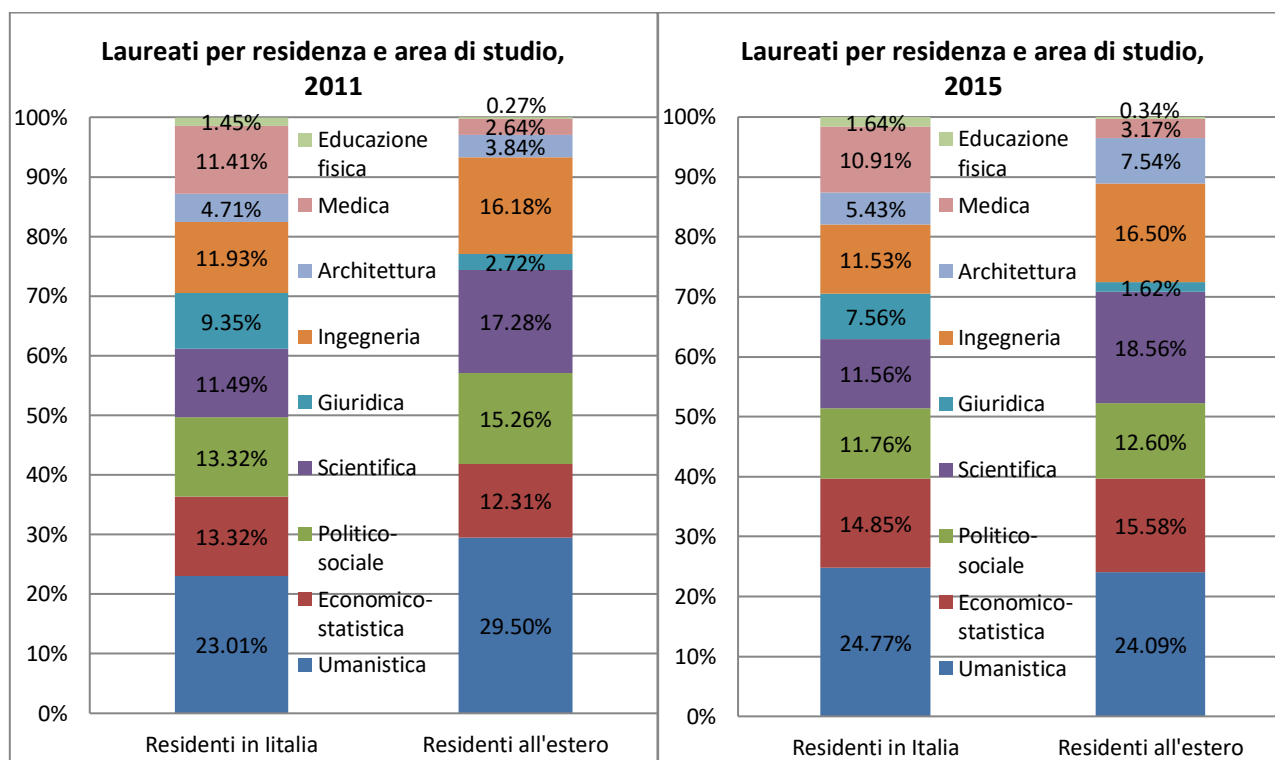 Laureati per residenza e area di studio,
2011
100%
90%
80%
70%
60%
50%
40%
30%
20%
10%
0%
1.45%
11.41%
4.71%
11.93%
9.35%
11.49%
13.32%
13.32%
23.01%
Educazione
fisica
Medica
Architettura
Ingegneria
Giuridica
Scientifica
Politico-
sociale
Economico-
statistica
Umanistica
0.27%
2.64%
3.84%
16.18%
2.72%
17.28%
15.26%
12.31%
29.50%
Residenti in Iitalia
Residenti all'estero
Laureati per residenza e area di studio,
2015
100%
90%
80%
70%
60%
50%
40%
30%
20%
10%
0%
1.64%
10.91%
5.43%
11.53%
7.56%
11.56%
11.76%
14.85%
24.77%
Educazione
fisica
Medica
Architettura
Ingegneria
Giuridica
Scientifica
Politico-
sociale
Economico-
statistica
Umanistica
0.34%
3.17%
7.54%
16.50%
1.62%
18.56%
12.60%
15.58%
24.09%
Residenti in Italia
Residenti all'estero